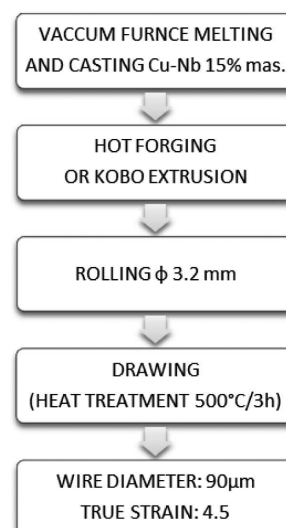 VACCUM FURNCE MELTING
AND CASTING Cu-Nb 15% mas.
HOT FORGING
OR KOBO EXTRUSION
ROLLING ϕ 3.2 mm
DRAWING
(HEAT TREATMENT 500°C/3h)
WIRE DIAMETER: 90µm
TRUE STRAIN: 4.5